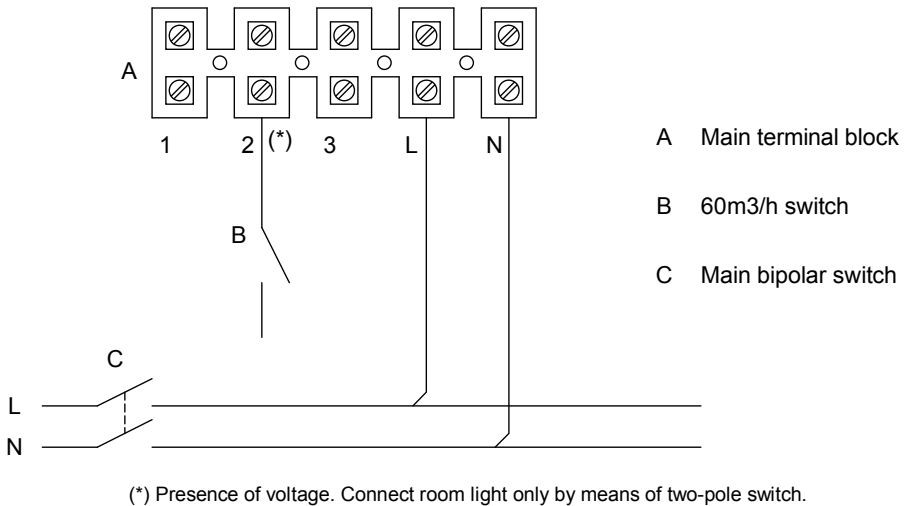 A
1 2 (*) 3 L N
A Main terminal block
B 60m3/h switch
C Main bipolar switch
B
C
L
N
(*) Presence of voltage. Connect room light only by means of two-pole switch.